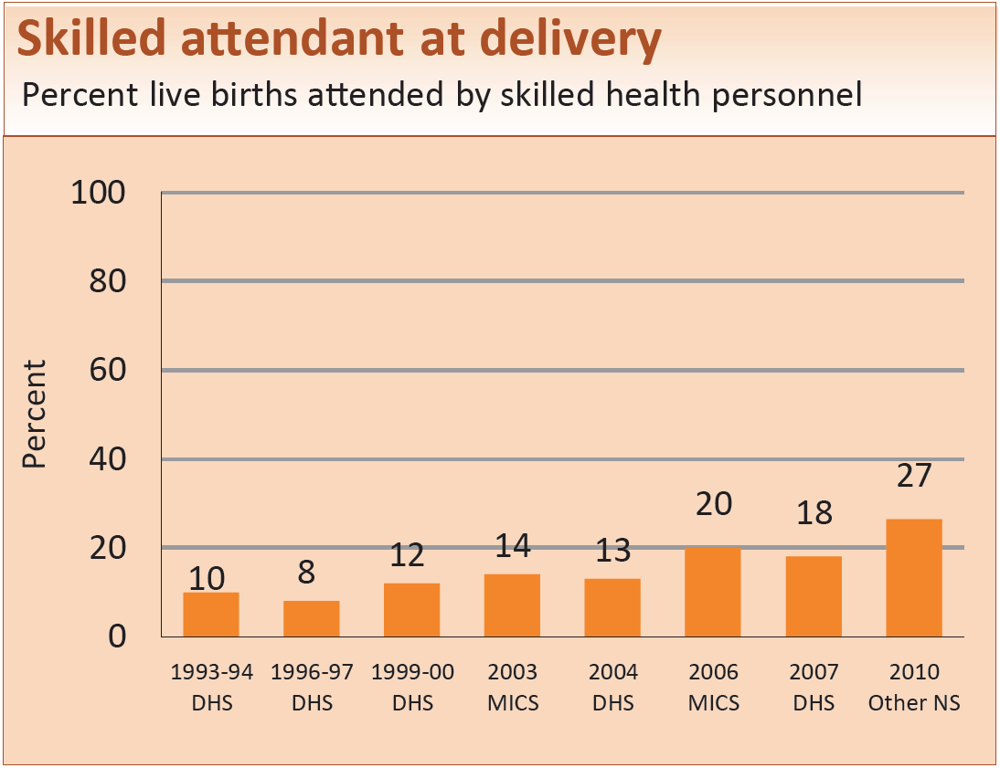 Skilled attendant at delivery
Percent live births attended by skilled health personnel
Percent
100
80
60
40
20
0
10
8
12
14
13
20
18
27
1993-94 1996-97 1999-00 2003 2004 2006 2007 2010
DHS DHS DHS MICS DHS MICS DHS Other NS